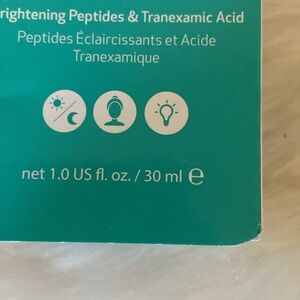 rightening Peptides & Tranexamic Acid
Peptides Éclaircissants et Acide
Tranexamique
net 1.0 US fl. oz. / 30 ml ℮